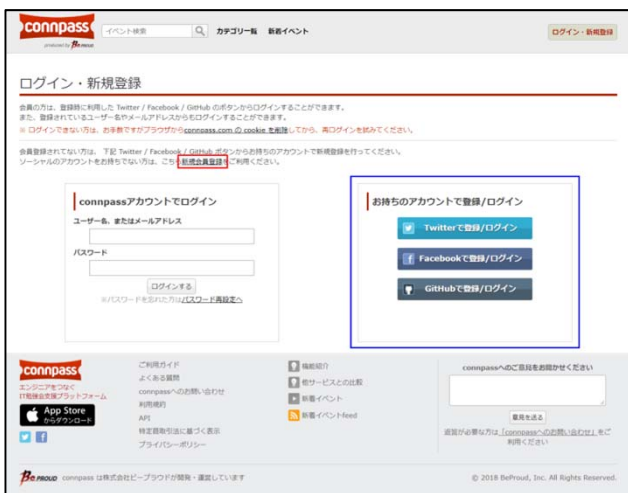 connpass
produced by BePROUD
イベント検索
カテゴリ一覧 新着イベント
ログイン・新規登録
ログイン・新規登録
会員の方は、登録時に利用した Twitter / Facebook / GitHub のボタンからログインすることができます。
また、登録されているユーザー名やメールアドレスからもログインすることができます。
※ ログインできない方は、お手数ですがブラウザからconnpass.com の cookie を削除してから、再ログインを試みてください。
会員登録されてない方は、 下記 Twitter / Facebook / GitHub ボタンからお持ちのアカウントで新規登録を行ってください。
ソーシャルのアカウントをお持ちでない方は、こちら新規会員登録をご利用ください。
connpassアカウントでログイン
ユーザー名、またはメールアドレス
パスワード
ログインする
※パスワードを忘れた方はパスワード再設定へ
お持ちのアカウントで登録/ログイン
Twitterで登録/ログイン
Facebookで登録/ログイン
GitHubで登録/ログイン
connpass
エンジニアをつなぐ
IT勉強会支援プラットフォーム
App Store
からダウンロード
ご利用ガイド
よくある質問
connpassへのお問い合わせ
利用規約
API
特定商取引法に基づく表示
プライバシーポリシー
機能紹介
他サービスとの比較
新着イベント
新着イベントfeed
connpassへのご意見をお聞かせください
意見を送る
返答が必要な方は「connpassへのお問い合わせ」をご
利用ください
BePROUD connpass は株式会社ビープラウドが開発・運営しています
© 2018 BeProud, Inc. All Rights Reserved.